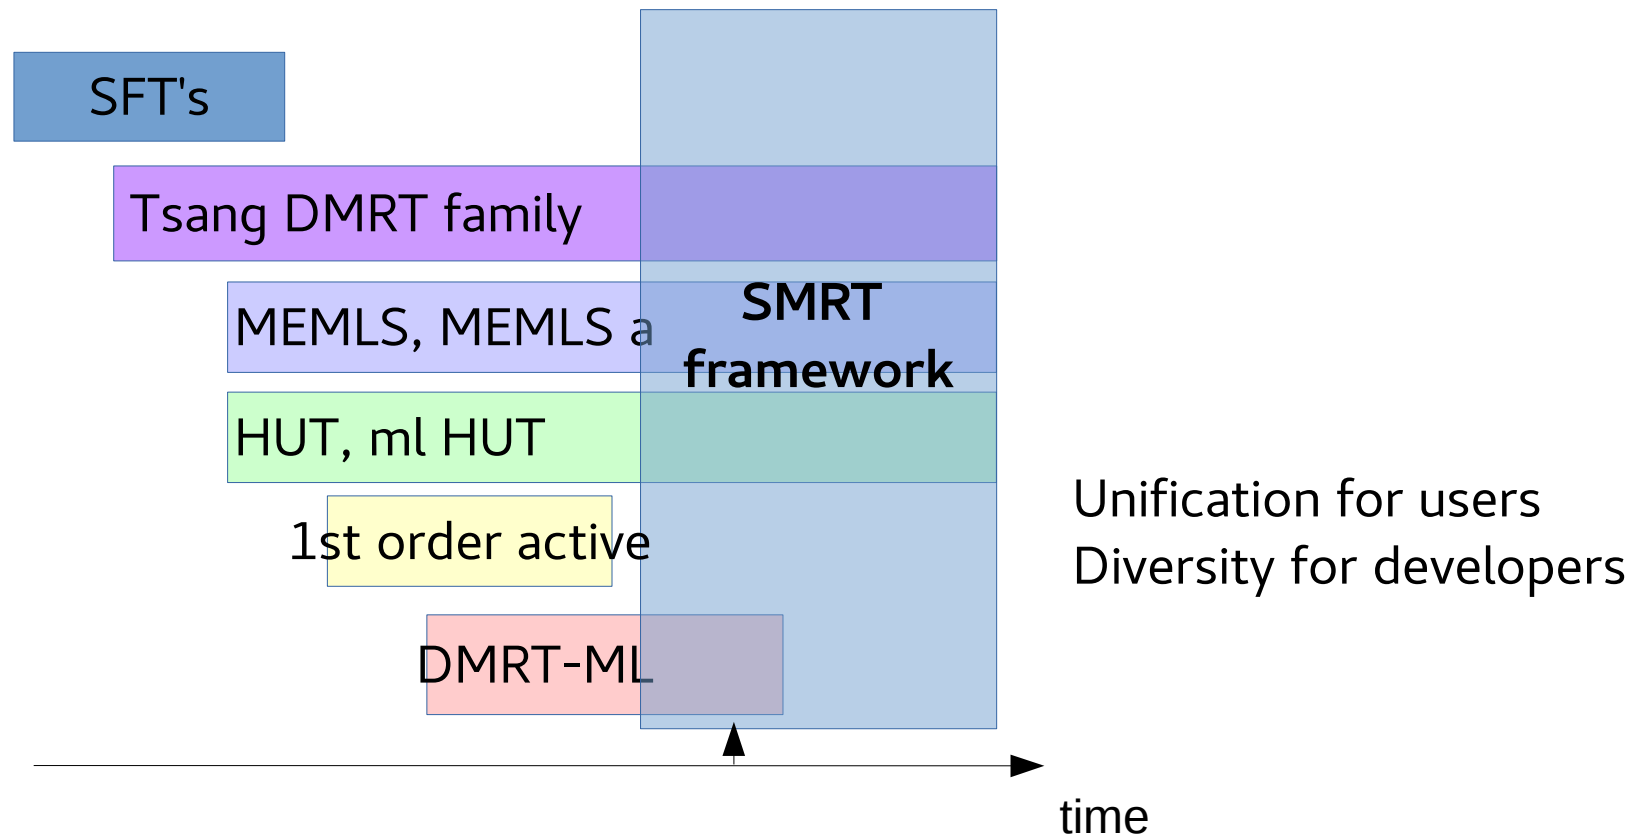 SFT's
Tsang DMRT family
MEMLS, MEMLS a
SMRT
framework
HUT, ml HUT
1st order active
Unification for users
Diversity for developers
DMRT-ML
time